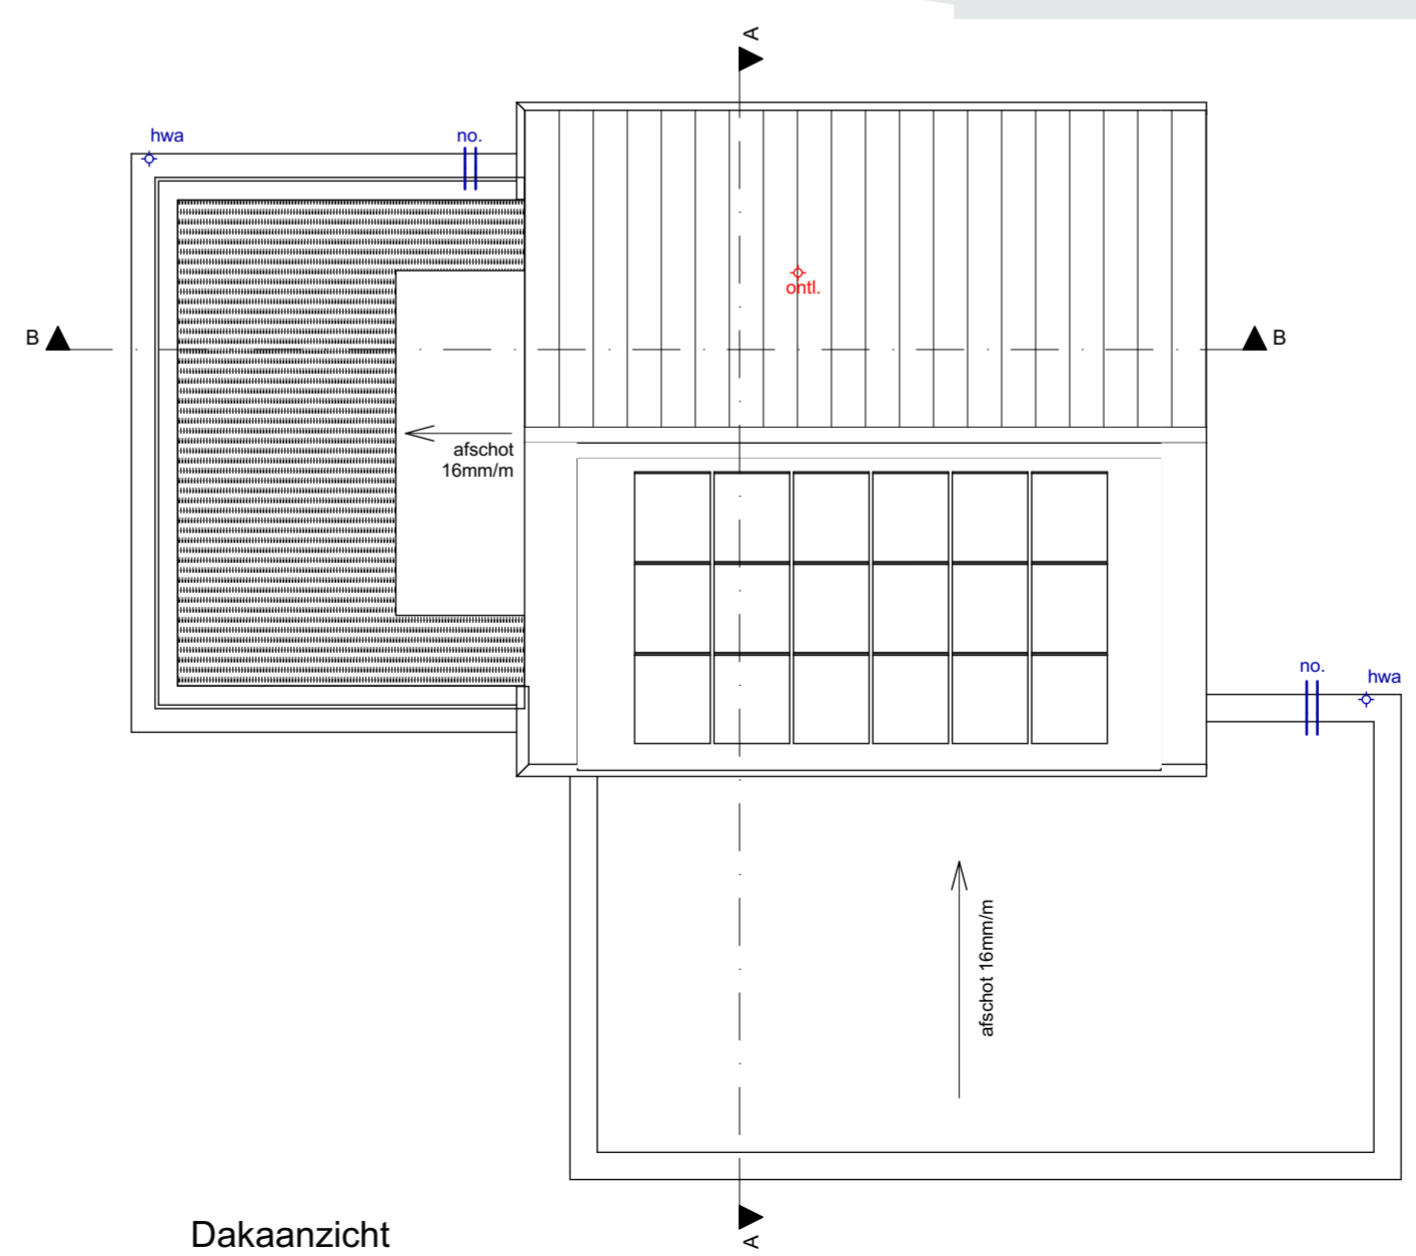 A
hwa
no.
ontl.
B
B
afschot
16mm/m
no.
hwa
afschot 16mm/m
Dakaanzicht
A